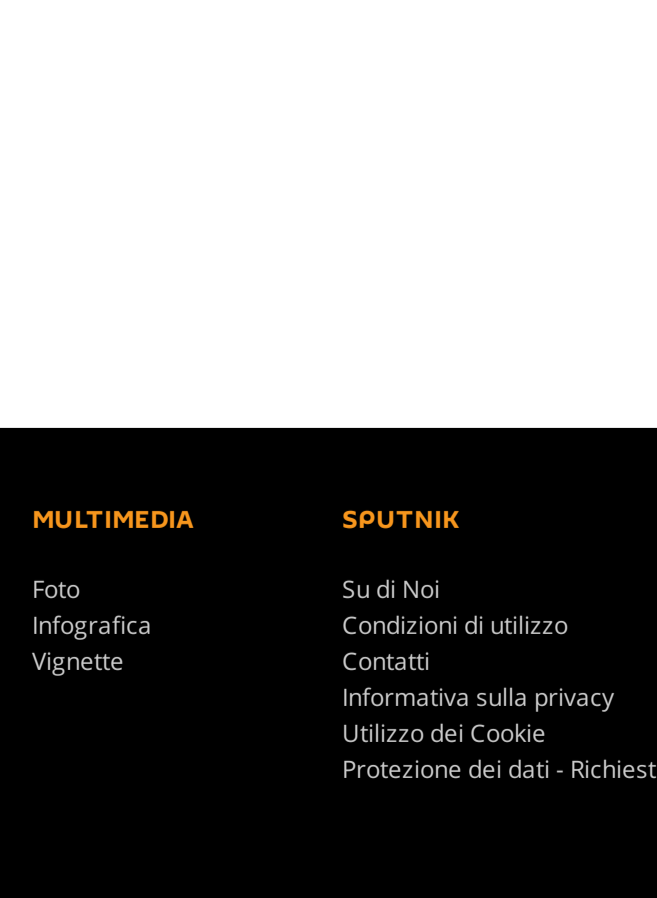 MULTIMEDIA
Foto
Infografica
Vignette
SPUTNIK
Su di Noi
Condizioni di utilizzo
Contatti
Informativa sulla privacy
Utilizzo dei Cookie
Protezione dei dati - Richiest